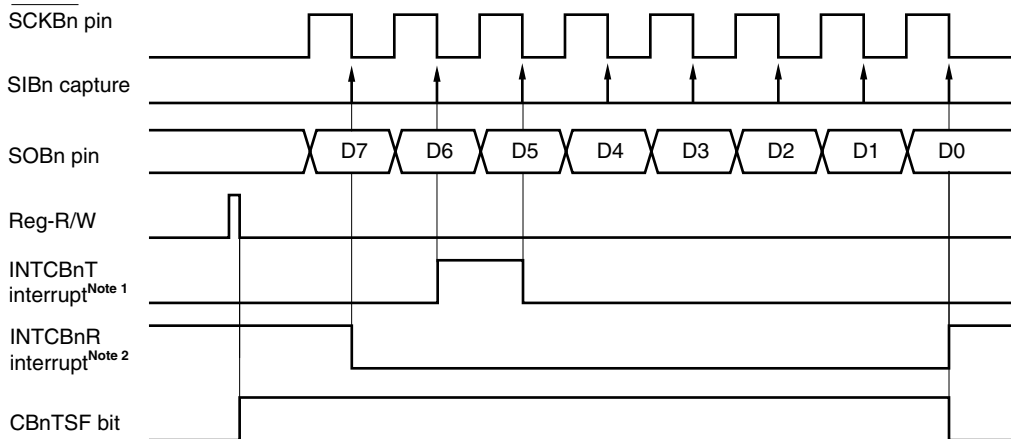 SCKBn pin
SIBn capture
SOBn pin D7 D6 D5 D4 D3 D2 D1 D0
Reg-R/W
INTCBnT
interruptNote 1
INTCBnR
interruptNote 2
CBnTSF bit